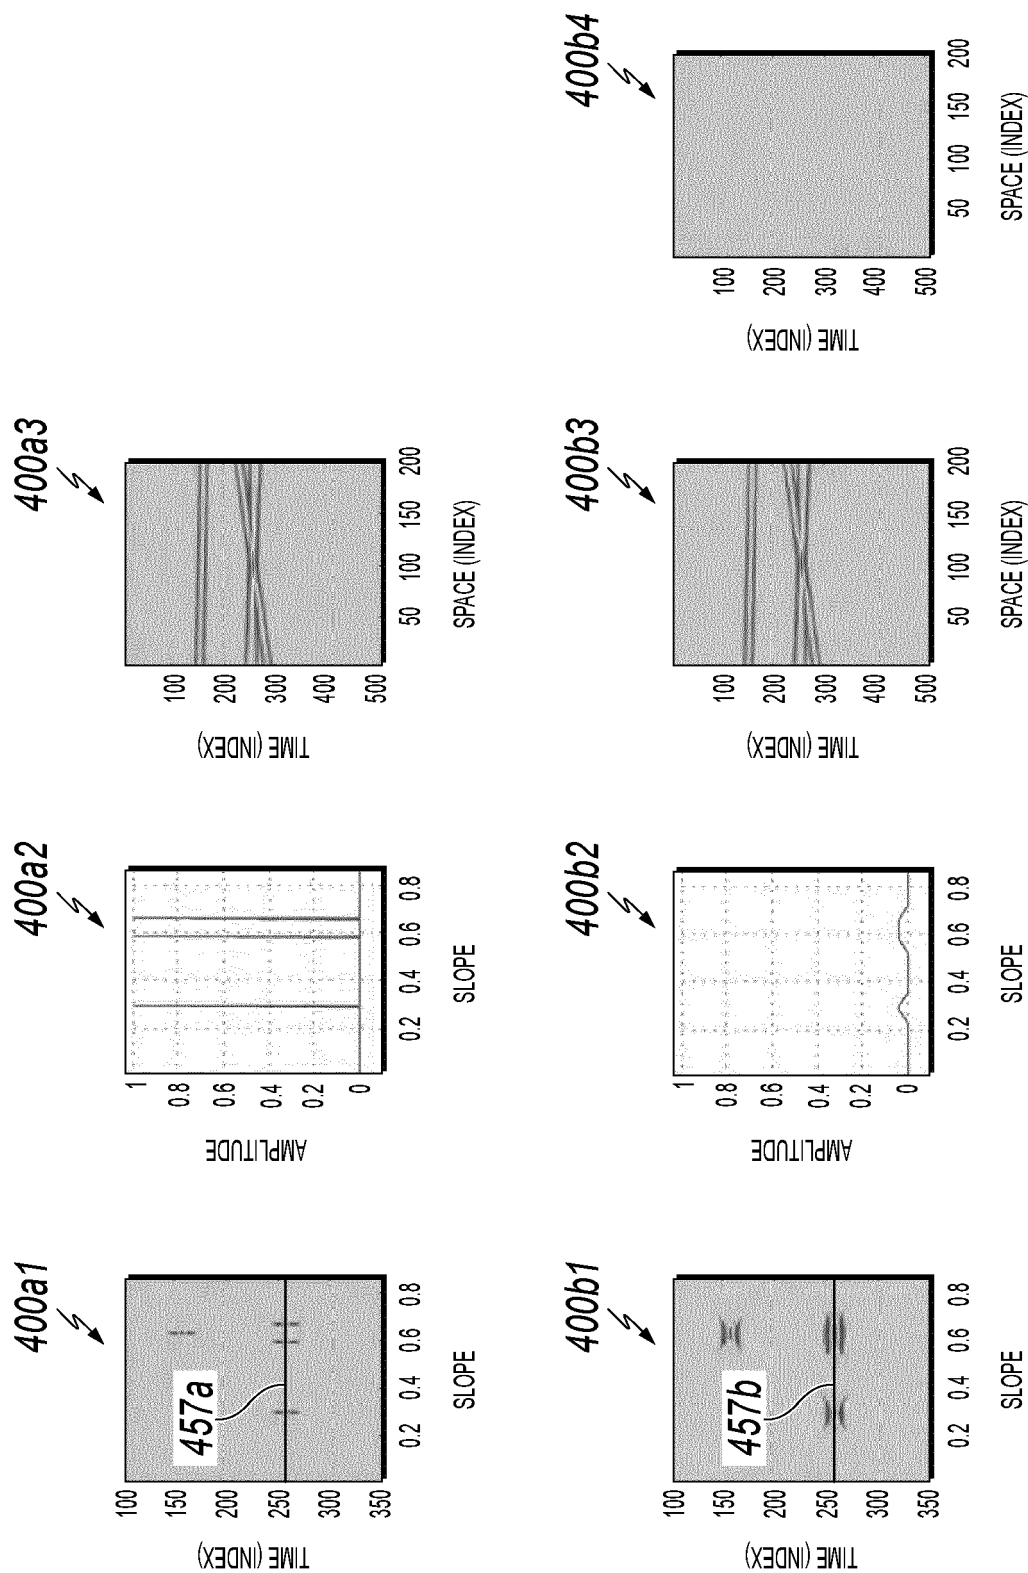 400a1
100
150
200
250
300
350
TIME (INDEX)
0.2
0.4
0.6
0.8
SLOPE
457a
400a2
1
0.8
0.6
0.4
0.2
0
AMPLITUDE
0.2
0.4
0.6
0.8
SLOPE
400a3
100
200
300
400
500
TIME (INDEX)
50
100
150
200
SPACE (INDEX)
400b1
100
150
200
250
300
350
TIME (INDEX)
0.2
0.4
0.6
0.8
SLOPE
457b
400b2
1
0.8
0.6
0.4
0.2
0
AMPLITUDE
0.2
0.4
0.6
0.8
SLOPE
400b3
100
200
300
400
500
TIME (INDEX)
50
100
150
200
SPACE (INDEX)
400b4
100
200
300
400
500
TIME (INDEX)
50
100
150
200
SPACE (INDEX)